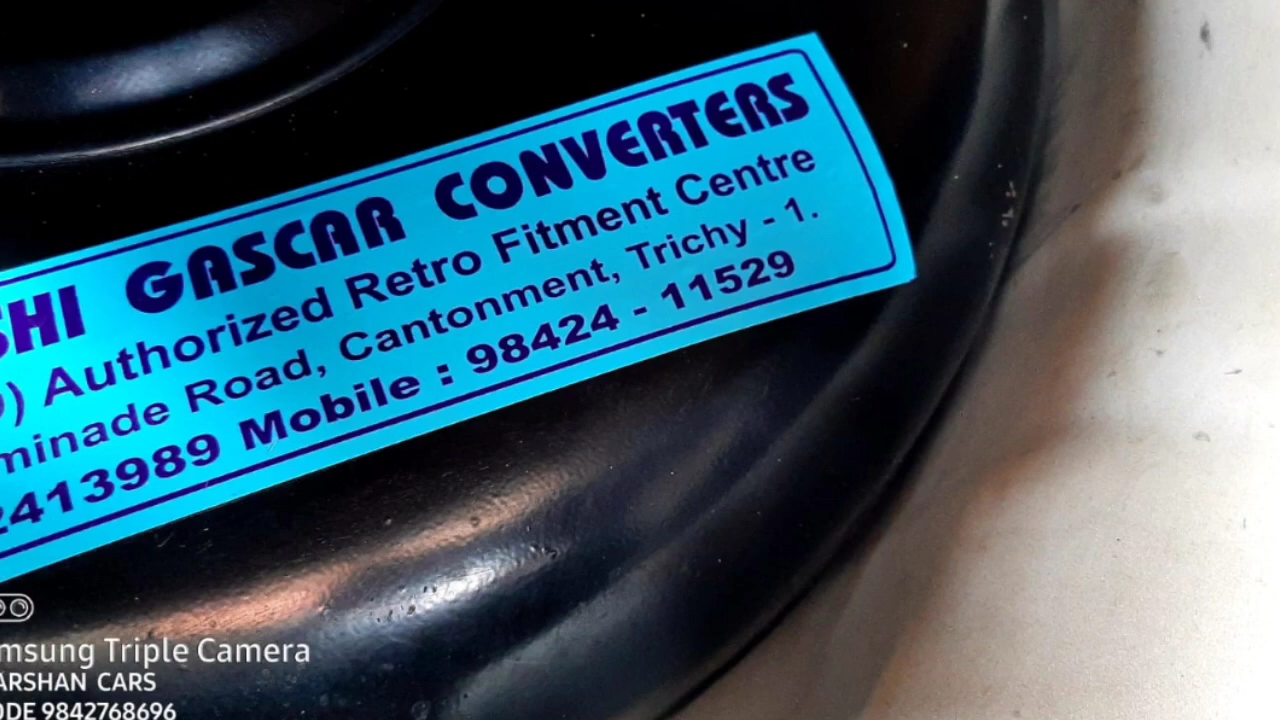 SHI GASCAR CONVERTERS
) Authorized Retro Fitment Centre
minade Road, Cantonment, Trichy - 1.
2413989 Mobile : 98424 - 11529
msung Triple Camera
ARSHAN CARS
ODE 9842768696